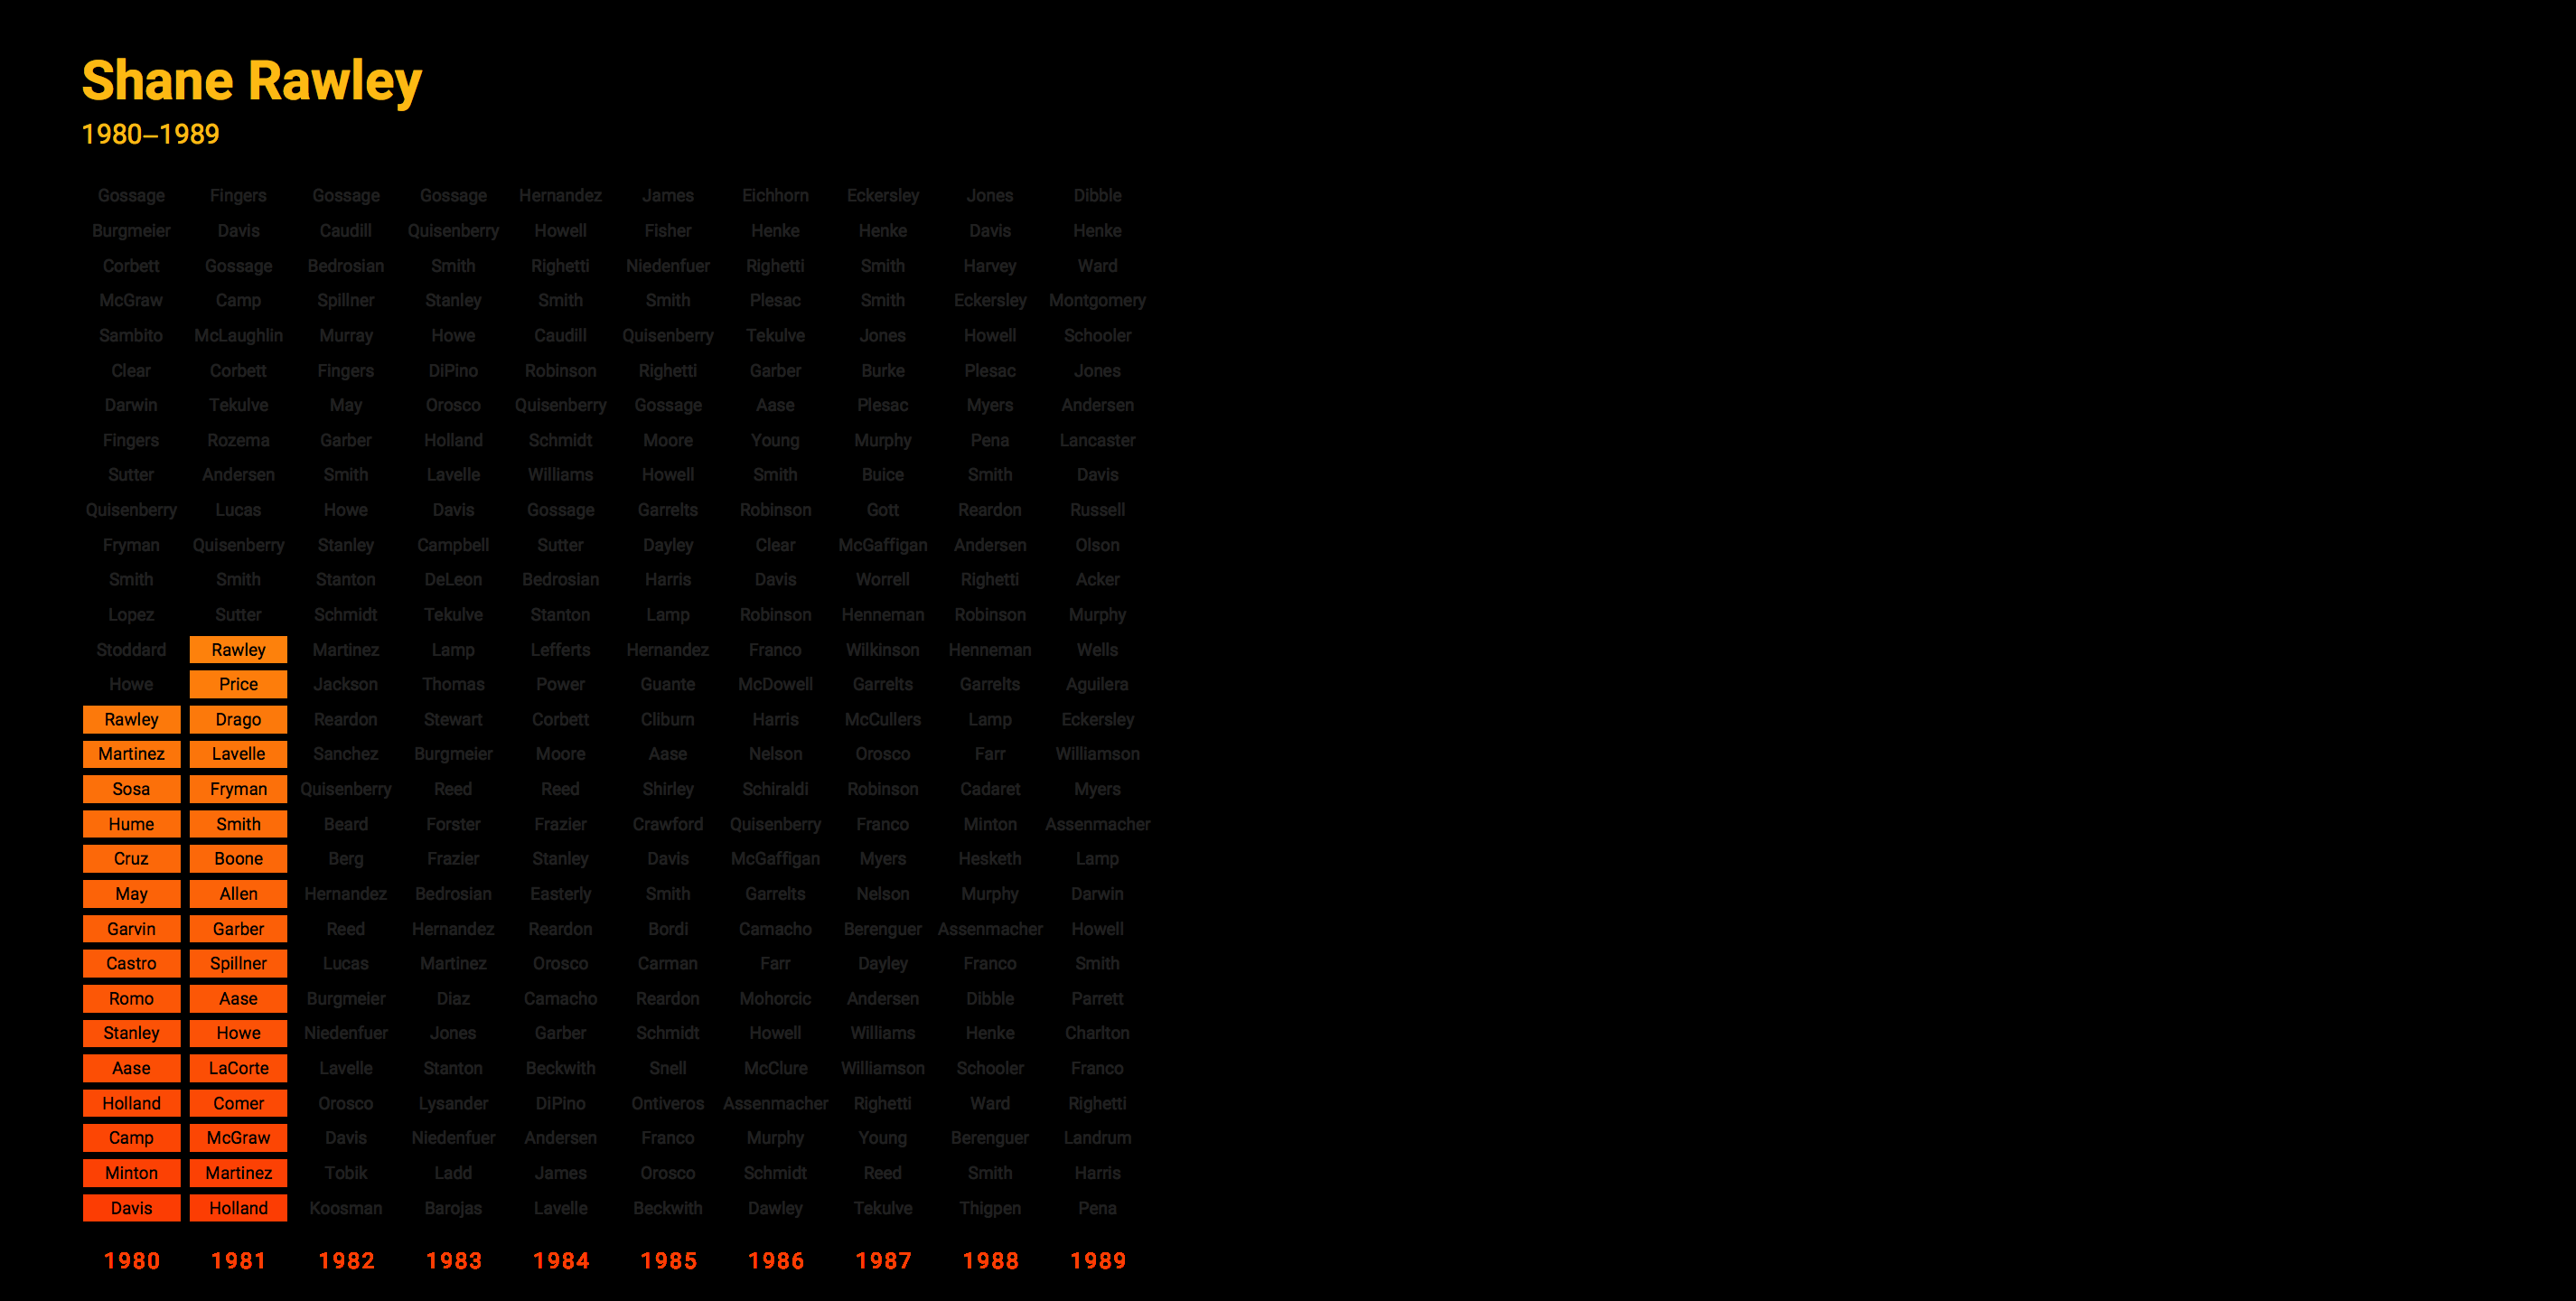 Shane Rawley
1980–1989
Gossage Fingers Gossage Gossage Hernandez James Eichhorn Eckersley Jones Dibble
Burgmeier Davis Caudill Quisenberry Howell Fisher Henke Henke Davis Henke
Corbett Gossage Bedrosian Smith Righetti Niedenfuer Righetti Smith Harvey Ward
McGraw Camp Spillner Stanley Smith Smith Plesac Smith Eckersley Montgomery
Sambito McLaughlin Murray Howe Caudill Quisenberry Tekulve Jones Howell Schooler
Clear Corbett Fingers DiPino Robinson Righetti Garber Burke Plesac Jones
Darwin Tekulve May Orosco Quisenberry Gossage Aase Plesac Myers Andersen
Fingers Rozema Garber Holland Schmidt Moore Young Murphy Pena Lancaster
Sutter Andersen Smith Lavelle Williams Howell Smith Buice Smith Davis
Quisenberry Lucas Howe Davis Gossage Garrelts Robinson Gott Reardon Russell
Fryman Quisenberry Stanley Campbell Sutter Dayley Clear McGaffigan Andersen Olson
Smith Smith Stanton DeLeon Bedrosian Harris Davis Worrell Righetti Acker
Lopez Sutter Schmidt Tekulve Stanton Lamp Robinson Henneman Robinson Murphy
Stoddard Rawley Martinez Lamp Lefferts Hernandez Franco Wilkinson Henneman Wells
Howe Price Jackson Thomas Power Guante McDowell Garrelts Garrelts Aguilera
Rawley Drago Reardon Stewart Corbett Cliburn Harris McCullers Lamp Eckersley
Martinez Lavelle Sanchez Burgmeier Moore Aase Nelson Orosco Farr Williamson
Sosa Fryman Quisenberry Reed Reed Shirley Schiraldi Robinson Cadaret Myers
Hume Smith Beard Forster Frazier Crawford Quisenberry Franco Minton Assenmacher
Cruz Boone Berg Frazier Stanley Davis McGaffigan Myers Hesketh Lamp
May Allen Hernandez Bedrosian Easterly Smith Garrelts Nelson Murphy Darwin
Garvin Garber Reed Hernandez Reardon Bordi Camacho Berenguer Assenmacher Howell
Castro Spillner Lucas Martinez Orosco Carman Farr Dayley Franco Smith
Romo Aase Burgmeier Diaz Camacho Reardon Mohorcic Andersen Dibble Parrett
Stanley Howe Niedenfuer Jones Garber Schmidt Howell Williams Henke Charlton
Aase LaCorte Lavelle Stanton Beckwith Snell McClure Williamson Schooler Franco
Holland Comer Orosco Lysander DiPino Ontiveros Assenmacher Righetti Ward Righetti
Camp McGraw Davis Niedenfuer Andersen Franco Murphy Young Berenguer Landrum
Minton Martinez Tobik Ladd James Orosco Schmidt Reed Smith Harris
Davis Holland Koosman Barojas Lavelle Beckwith Dawley Tekulve Thigpen Pena
1980 1981 1982 1983 1984 1985 1986 1987 1988 1989